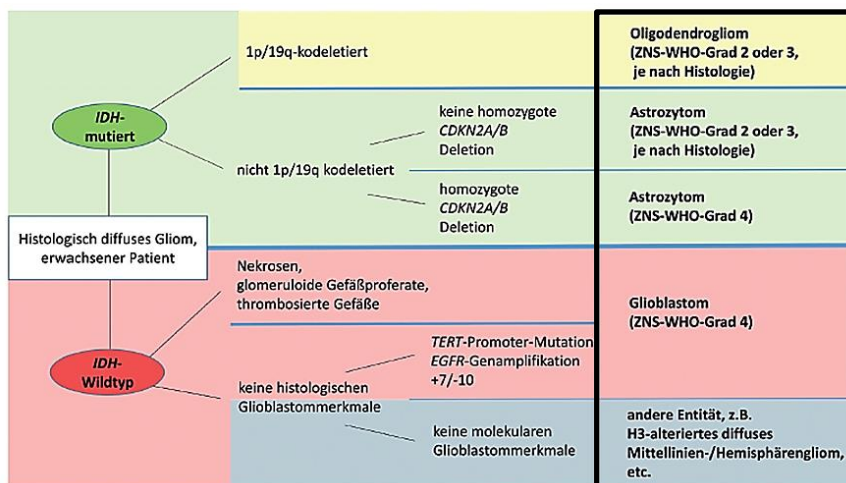 1p/19q-kodeletiert
Oligodendrogliom
(ZNS-WHO-Grad 2 oder 3,
je nach Histologie)
IDH-
mutiert
nicht 1p/19q kodeletiert
keine homozygote
CDKN2A/B
Deletion
Astrozytom
(ZNS-WHO-Grad 2 oder 3,
je nach Histologie)
homozygote
CDKN2A/B
Deletion
Astrozytom
(ZNS-WHO-Grad 4)
Histologisch diffuses Gliom,
erwachsener Patient
Nekrosen,
glomeruloide Gefäßproferate,
thrombosierte Gefäße
Glioblastom
(ZNS-WHO-Grad 4)
IDH-
Wildtyp
keine histologischen
Glioblastommerkmale
TERT-Promoter-Mutation
EGFR-Genamplifikation
+7/-10
keine molekularen
Glioblastommerkmale
andere Entität, z.B.
H3-alteriertes diffuses
Mittellinien-/Hemisphärengliom,
etc.